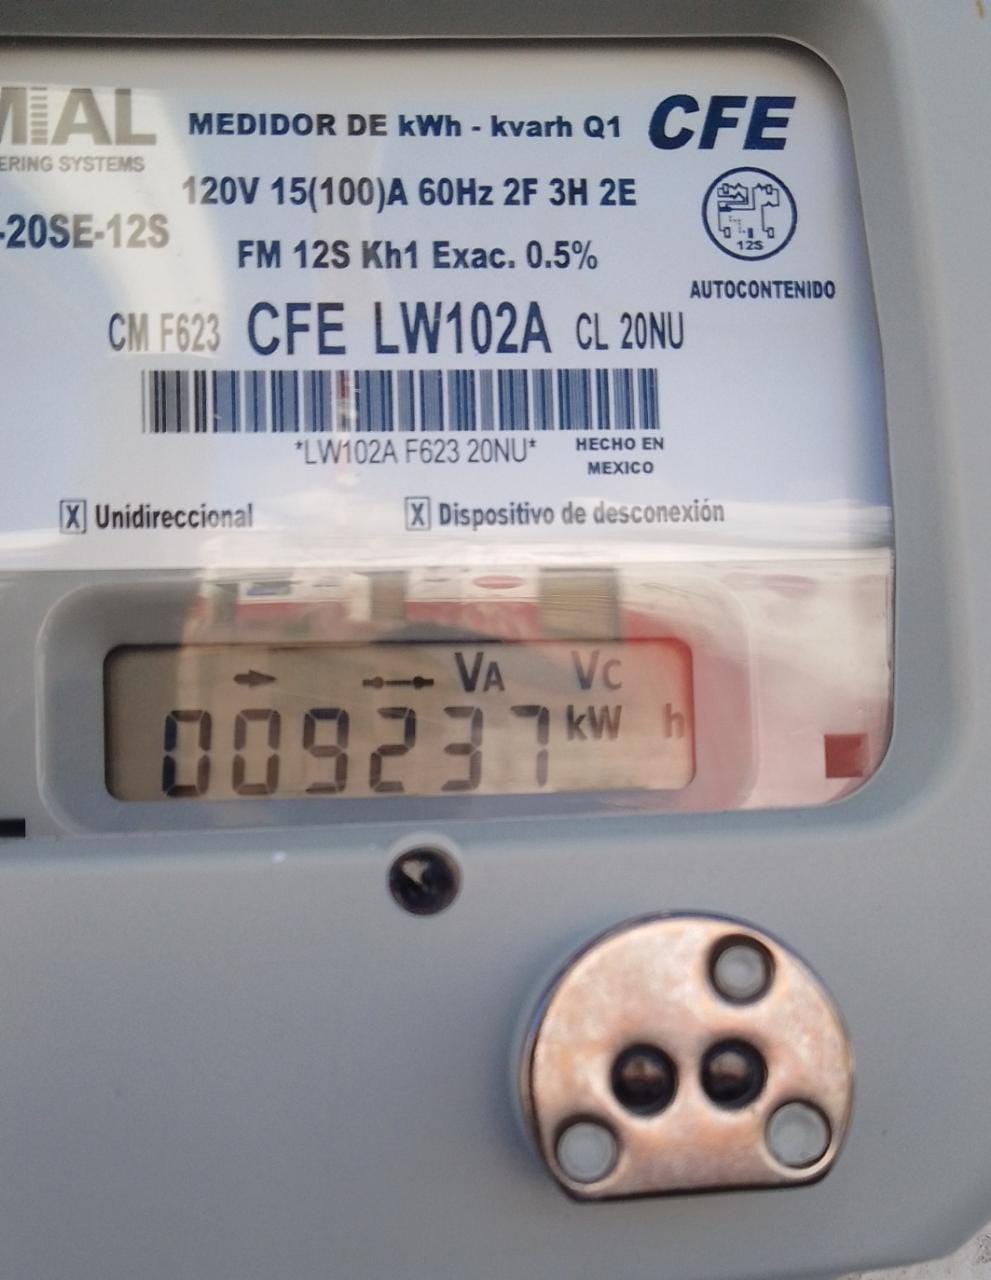 MIAL
ERING SYSTEMS
MEDIDOR DE kWh - kvarh Q1
CFE
120V 15(100)A 60Hz 2F 3H 2E
-20SE-12S
12S
FM 12S Kh1 Exac. 0.5%
AUTOCONTENIDO
CM F623 CFE LW102A CL 20NU
*LW102A F623 20NU*
HECHO EN
MEXICO
X Unidireccional
X Dispositivo de desconexión
VA VC
009237 kW h